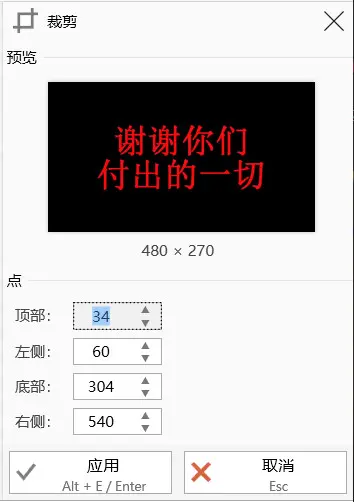 裁剪
预览
谢谢你们
付出的一切
480 × 270
点
顶部: 34
左侧: 60
底部: 304
右侧: 540
应用
Alt + E / Enter
取消
Esc